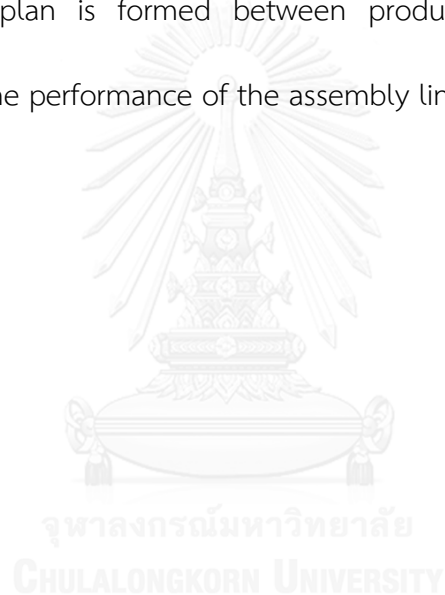 plan is formed between produ
ne performance of the assembly lin
จุฬาลงกรณ์มหาวิทยาลัย
CHULALONGKORN UNIVERSITY